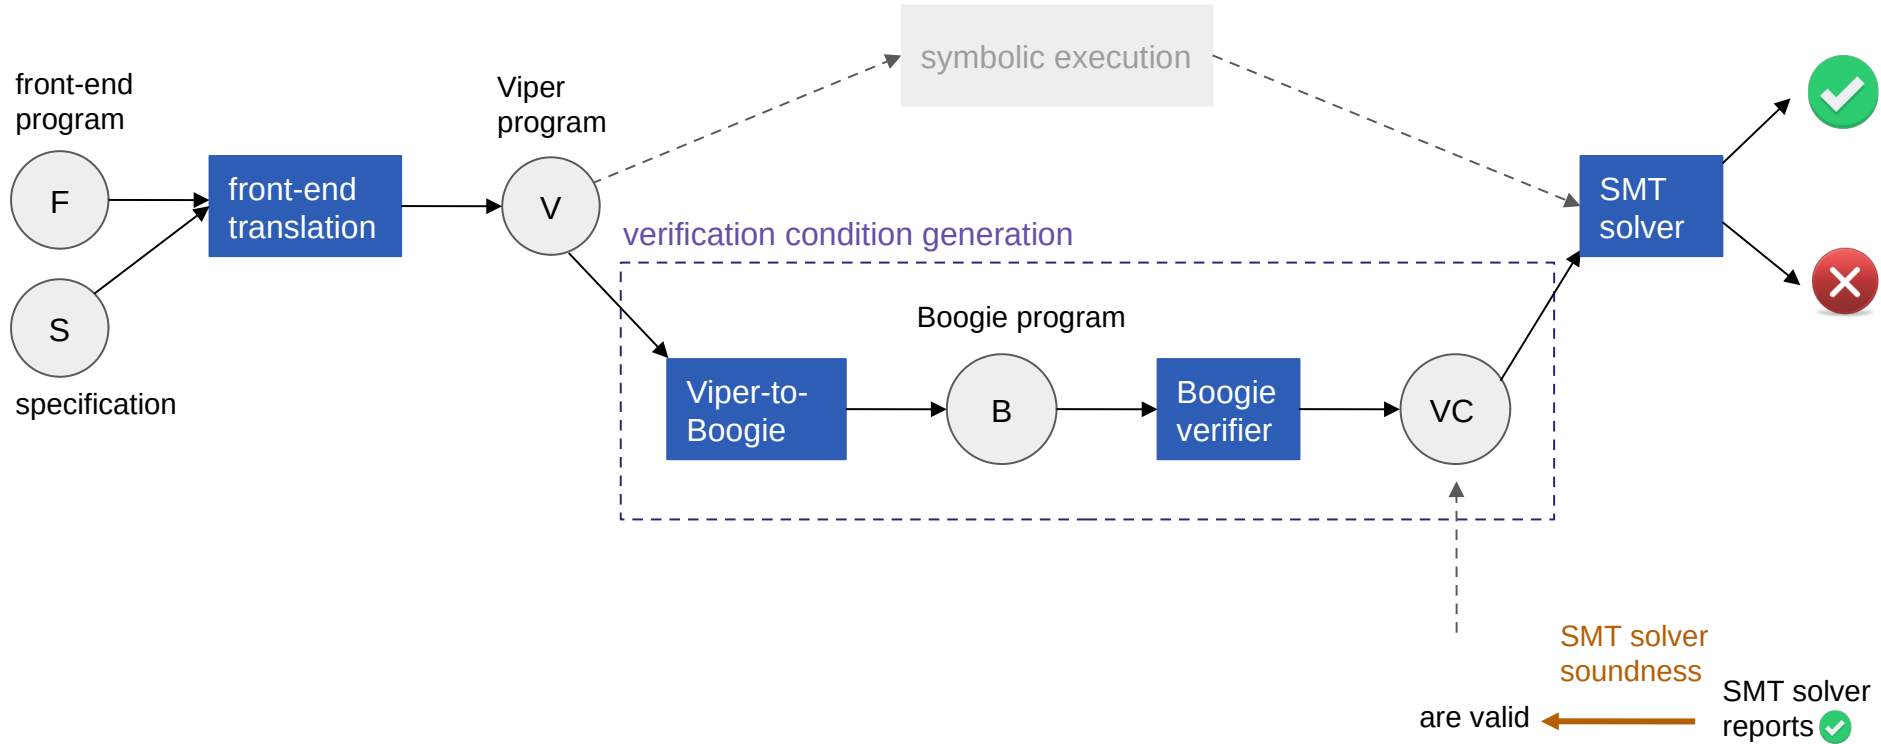 symbolic execution
front-end
program
Viper
program
F
front-end
translation
V
SMT
solver
verification condition generation
S
specification
Boogie program
Viper-to-
Boogie
B
Boogie
verifier
VC
SMT solver
soundness
are valid
SMT solver
reports